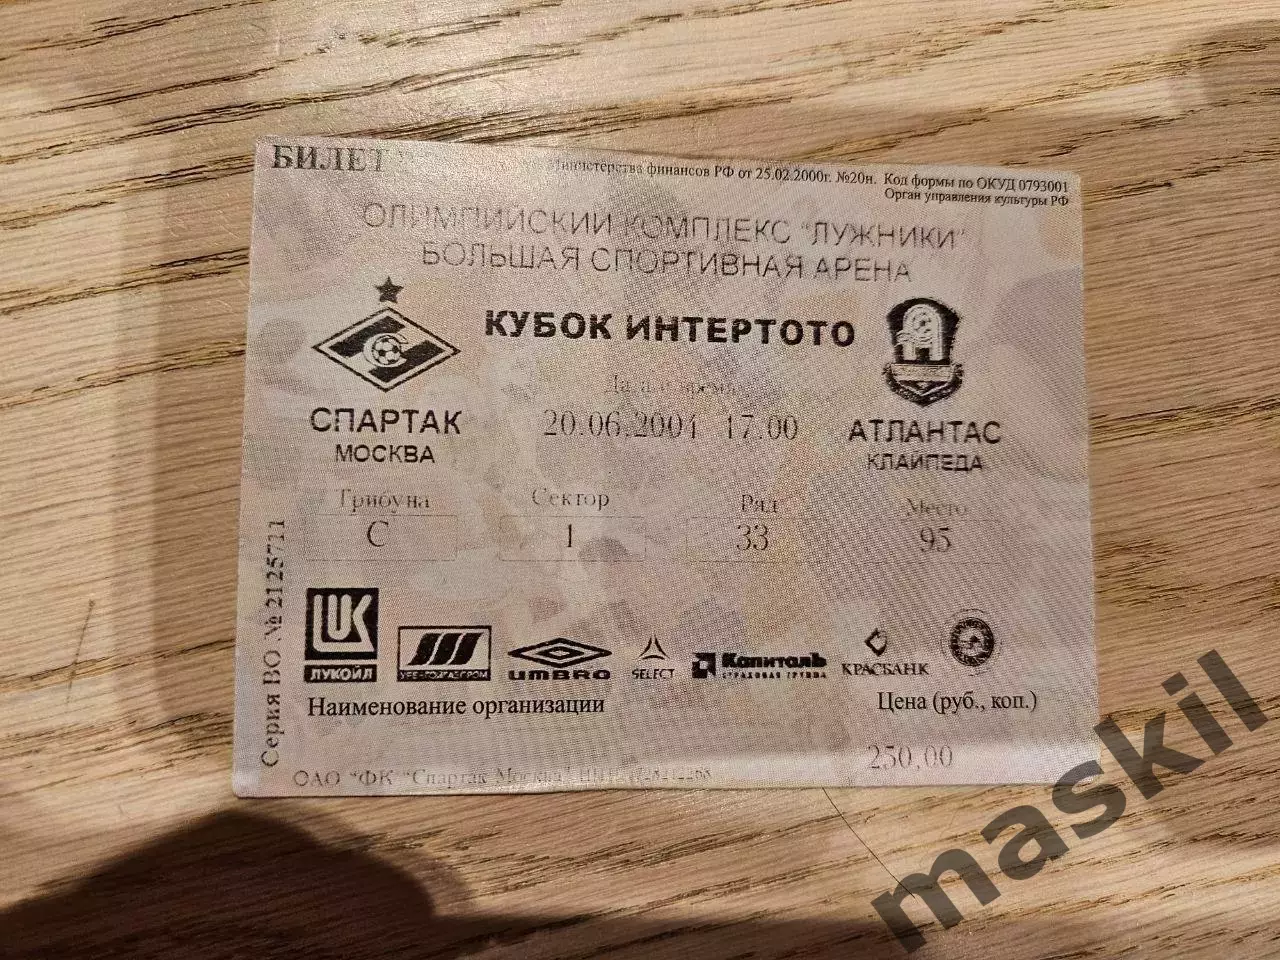 БИЛЕТ
Министерства финансов РФ от 25.02.2000г. №20н. Код формы по ОКУД 0793001
Орган управления культуры РФ
ОЛИМПИЙСКИЙ КОМПЛЕКС "ЛУЖНИКИ"
БОЛЬШАЯ СПОРТИВНАЯ АРЕНА
КУБОК ИНТЕРТОТО
Дата и время
20.06.2004 17.00
СПАРТАК
МОСКВА
АТЛАНТАС
КЛАЙПЕДА
Трибуна Сектор Ряд Место
С 1 33 95
Серия ВО № 2125711
ЛУКОЙЛ
UMBRO
SELECT
КапиталЪ
СТРАХОВАЯ ГРУППА
КРАСБАНК
Наименование организации
Цена (руб., коп.)
250,00
ОАО "ФК "Спартак Москва"
maskil